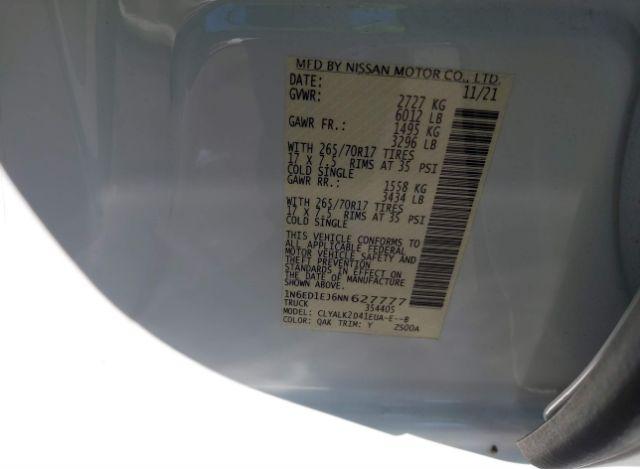 MFD BY NISSAN MOTOR CO., LTD.
DATE: 11/21
GVWR: 2727 KG
6012 LB
GAWR FR.: 1495 KG
3296 LB
WITH 265/70R17 TIRES
17 X 7.5 RIMS AT 35 PSI
COLD SINGLE
GAWR RR.: 1558 KG
3434 LB
WITH 265/70R17 TIRES
17 X 7.5 RIMS AT 35 PSI
COLD SINGLE
THIS VEHICLE CONFORMS TO
ALL APPLICABLE FEDERAL
MOTOR VEHICLE SAFETY AND
THEFT PREVENTION
STANDARDS IN EFFECT ON
THE DATE OF MANUFACTURE
SHOWN ABOVE.
1N6ED1EJ6NN627777
TRUCK 354405
MODEL: CLYALK2D41EUA-E--B
COLOR: QAK TRIM: Y 2500A